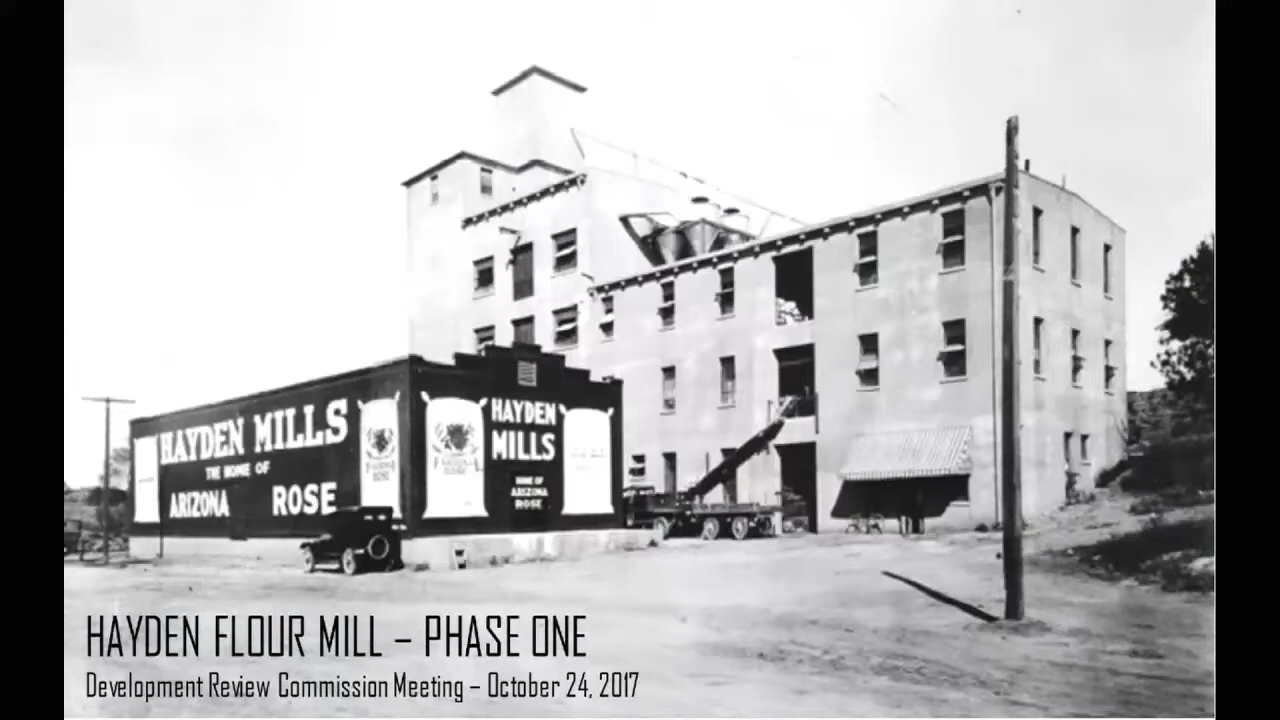 HAYDEN MILLS
THE HOME OF
ARIZONA ROSE
HAYDEN
MILLS
HOME OF
ARIZONA
ROSE
HAYDEN FLOUR MILL – PHASE ONE
Development Review Commission Meeting – October 24, 2017